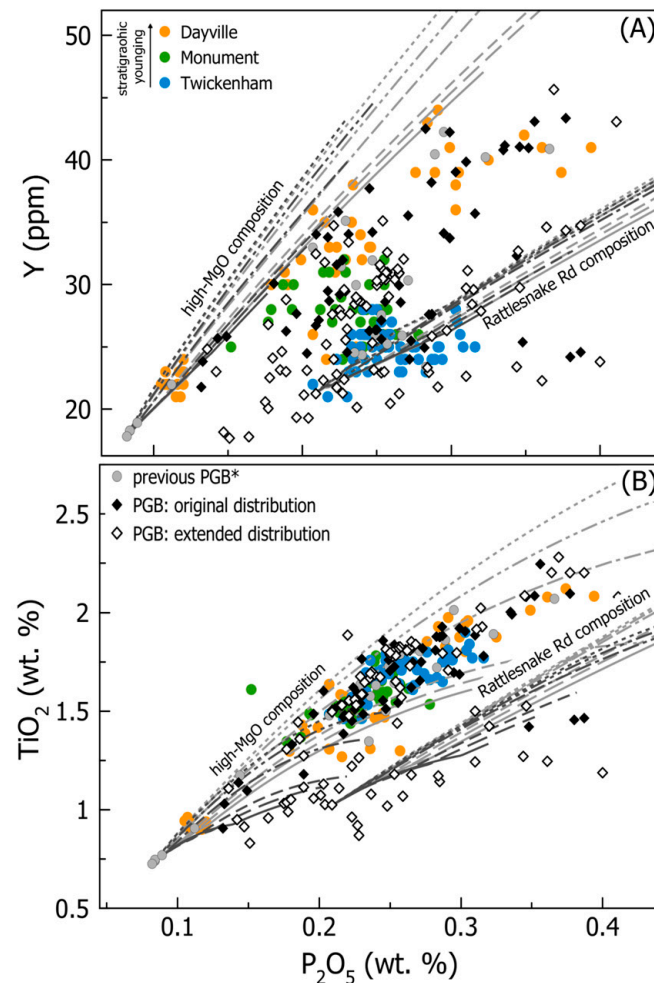 50
40
30
20
Y (ppm)
(A)
stratigraohic
younging
Dayville
Monument
Twickenham
high-MgO composition
Rattlesnake Rd composition
(B)
previous PGB*
PGB: original distribution
PGB: extended distribution
2.5
2
1.5
1
0.5
TiO₂ (wt. %)
high-MgO composition
Rattlesnake Rd composition
0.1 0.2 0.3 0.4
P₂O₅ (wt. %)